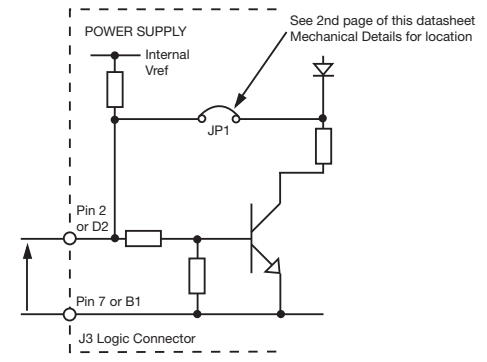 See 2nd page of this datasheet
Mechanical Details for location
POWER SUPPLY
Internal
Vref
JP1
Pin 2
or D2
Pin 7 or B1
J3 Logic Connector